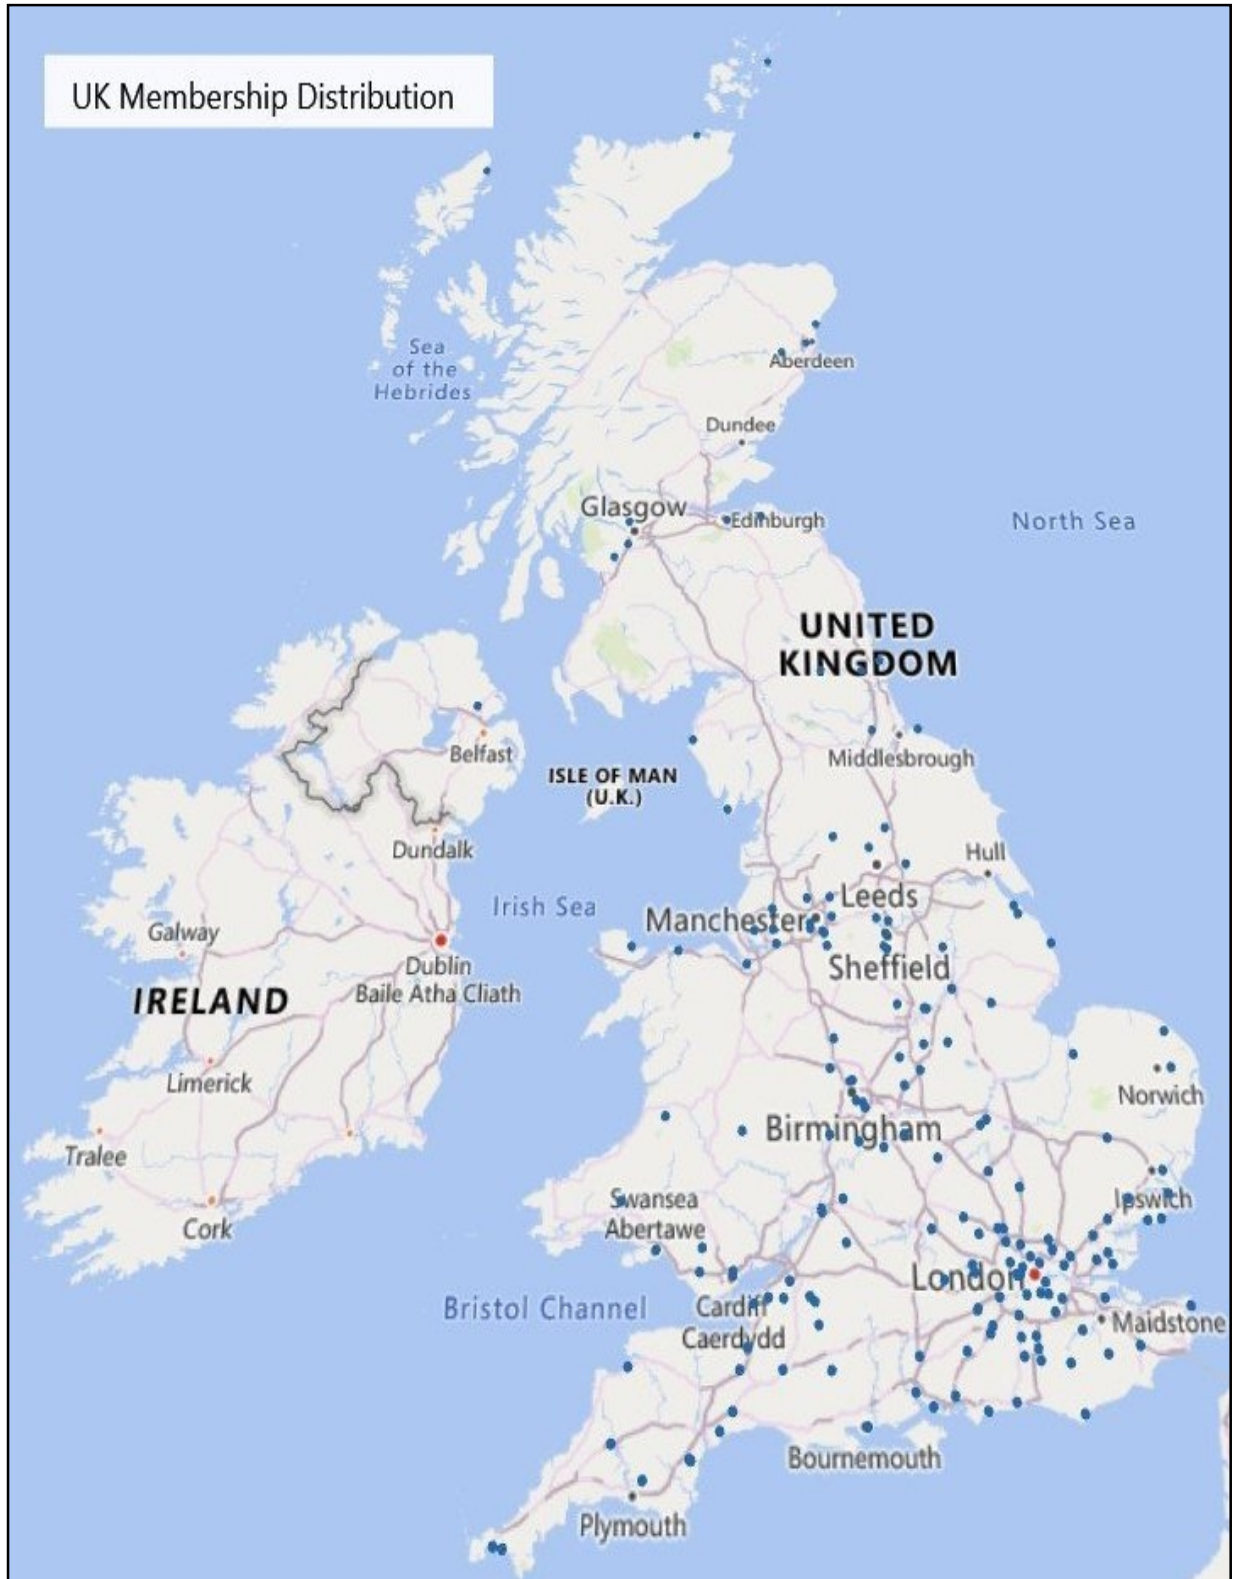 UK Membership Distribution
Sea
of the
Hebrides
Aberdeen
Dundee
Glasgow
Edinburgh
North Sea
UNITED
KINGDOM
Belfast
ISLE OF MAN
(U.K.)
Middlesbrough
Dundalk
Hull
Irish Sea
Leeds
Manchester
Galway
Sheffield
Dublin
Baile Atha Cliath
IRELAND
Limerick
Norwich
Birmingham
Tralee
Swansea
Abertawe
Ipswich
Cork
London
Bristol Channel
Cardiff
Caerdydd
Maidstone
Bournemouth
Plymouth